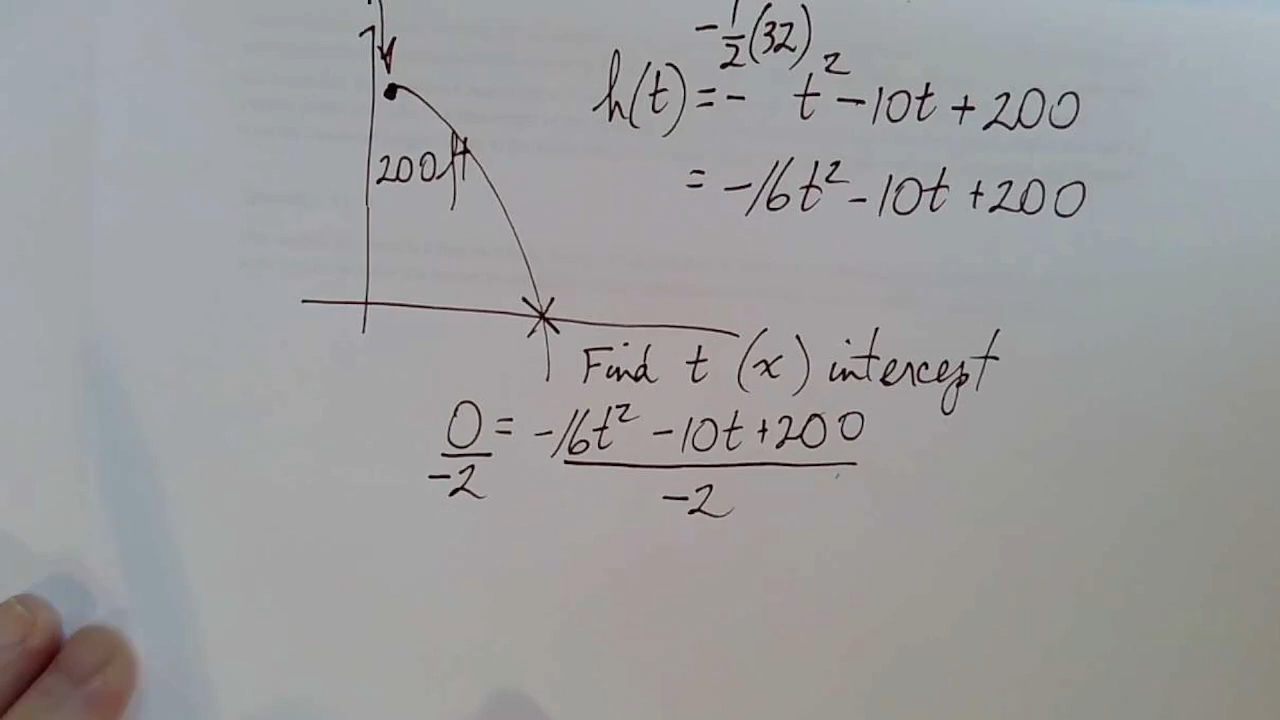 -1/2(32)
h(t) = - t² - 10t + 200
= -16t² - 10t + 200
200ft
Find t (x) intercept
0 = -16t² - 10t + 200
-2 -2